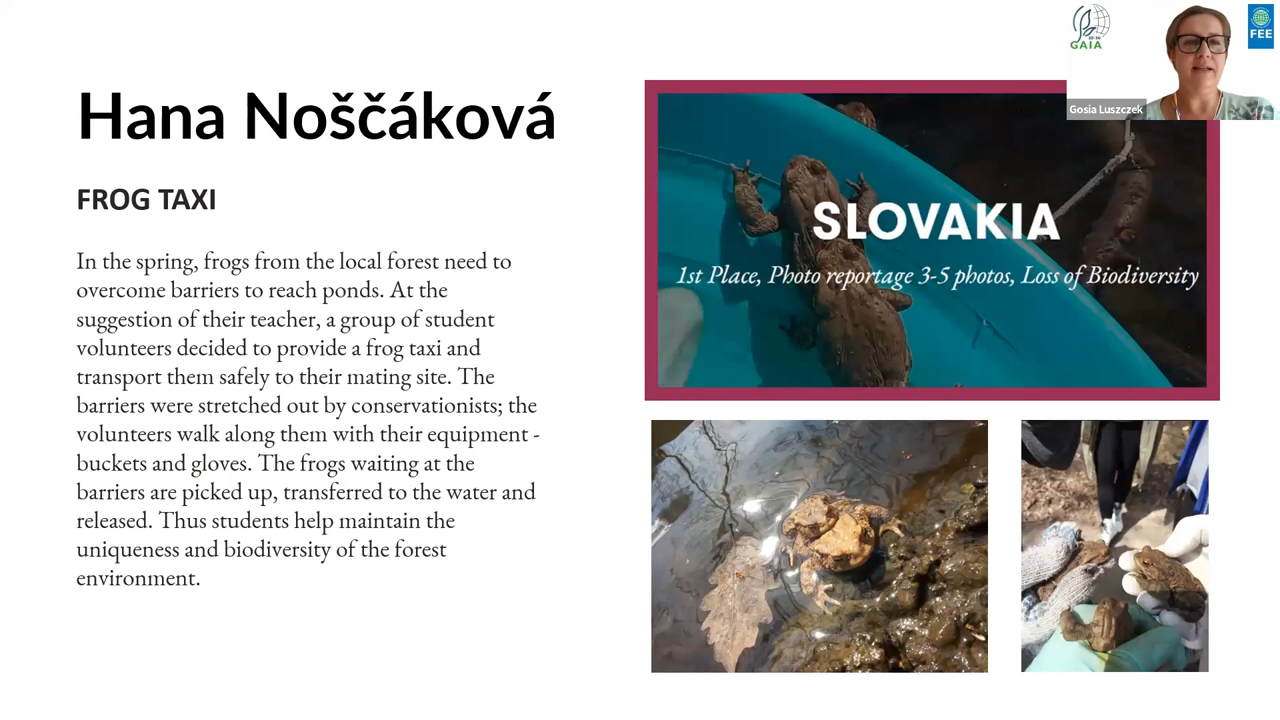 Hana Noščáková
FROG TAXI
In the spring, frogs from the local forest need to
overcome barriers to reach ponds. At the
suggestion of their teacher, a group of student
volunteers decided to provide a frog taxi and
transport them safely to their mating site. The
barriers were stretched out by conservationists; the
volunteers walk along them with their equipment -
buckets and gloves. The frogs waiting at the
barriers are picked up, transferred to the water and
released. Thus students help maintain the
uniqueness and biodiversity of the forest
environment.
GAIA
FEE
Gosia Luszczek
SLOVAKIA
1st Place, Photo reportage 3-5 photos, Loss of Biodiversity